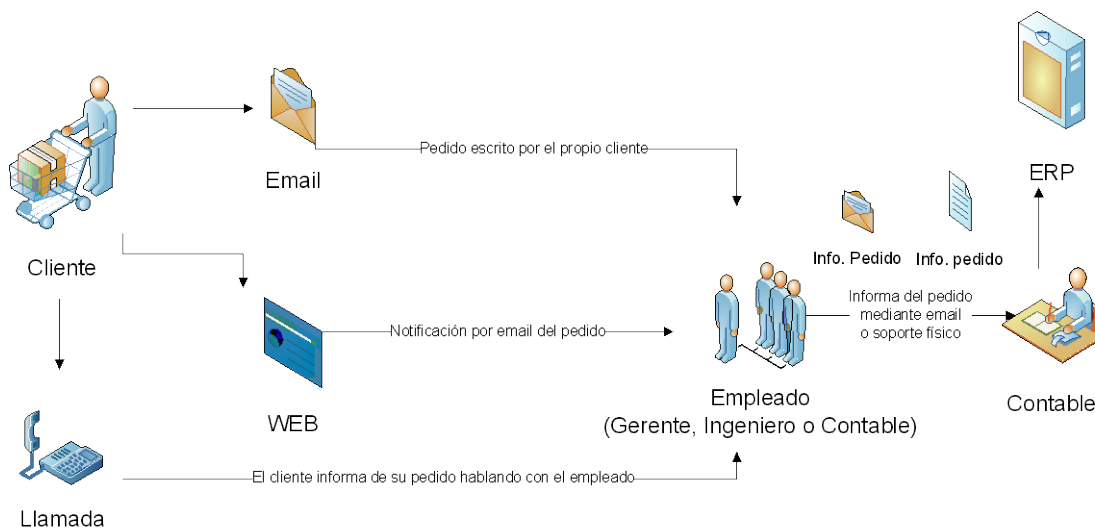 Email
Pedido escrito por el propio cliente
ERP
Cliente
Info. Pedido
Info. pedido
Notificación por email del pedido
Informa del pedido
mediante email
o soporte físico
WEB
Empleado
(Gerente, Ingeniero o Contable)
Contable
El cliente informa de su pedido hablando con el empleado
Llamada